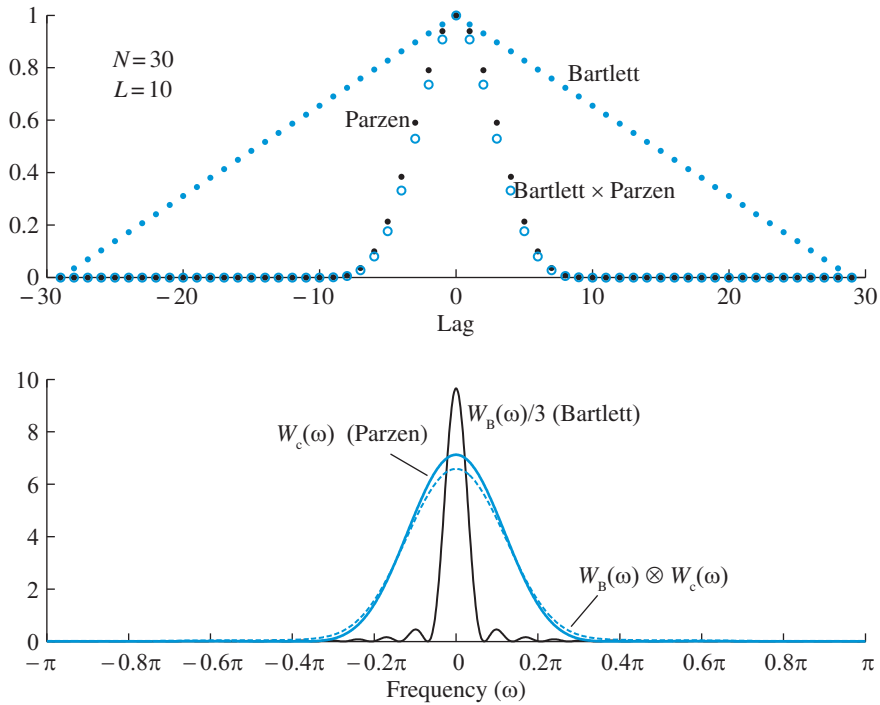 1
0.8
0.6
0.4
0.2
0
N = 30
L = 10
Bartlett
Parzen
Bartlett × Parzen
−30 −20 −10 0 10 20 30
Lag
10
8
6
4
2
0
W_B(ω)/3 (Bartlett)
W_c(ω) (Parzen)
W_B(ω) ⊗ W_c(ω)
−π −0.8π −0.6π −0.4π −0.2π 0 0.2π 0.4π 0.6π 0.8π π
Frequency (ω)